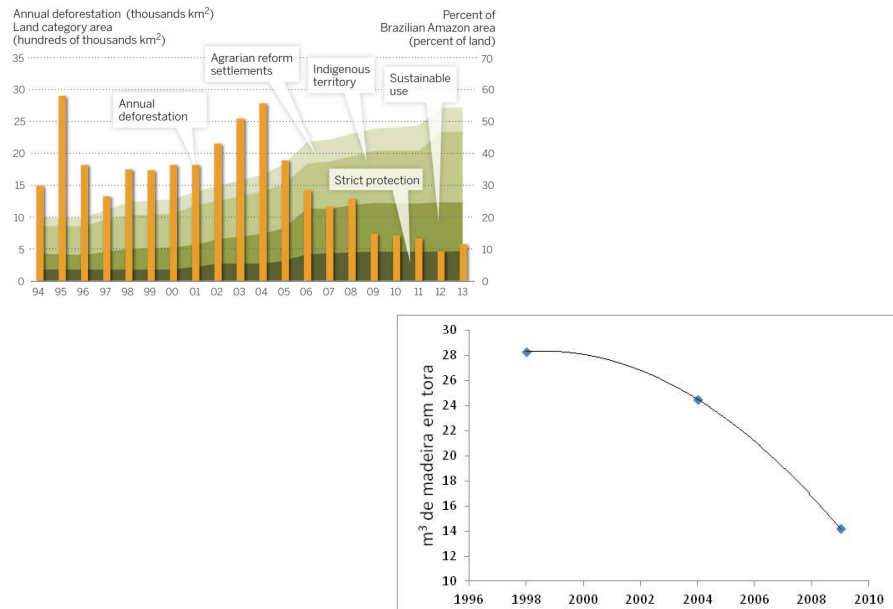 Annual deforestation (thousands km²)
Land category area
(hundreds of thousands km²)
Percent of
Brazilian Amazon area
(percent of land)
35
30
25
20
15
10
5
0
70
60
50
40
30
20
10
0
Agrarian reform
settlements
Indigenous
territory
Sustainable
use
Annual
deforestation
Strict protection
94 95 96 97 98 99 00 01 02 03 04 05 06 07 08 09 10 11 12 13
m³ de madeira em tora
30
28
26
24
22
20
18
16
14
12
10
1996 1998 2000 2002 2004 2006 2008 2010